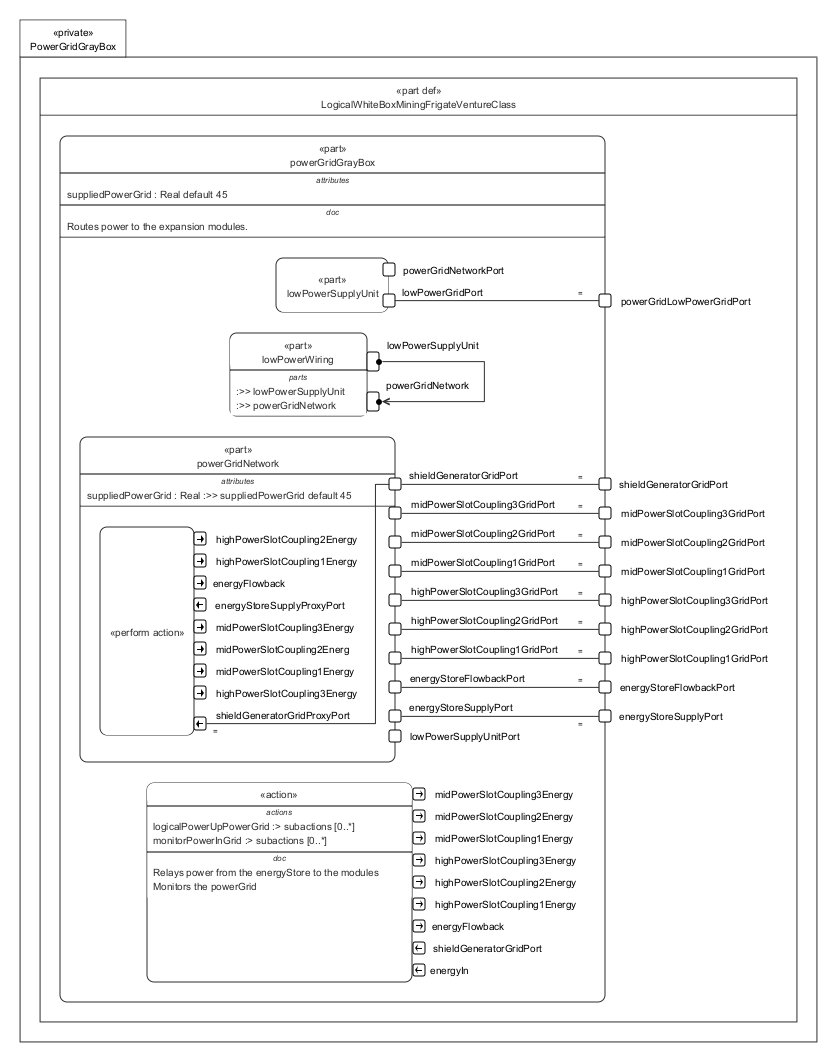 «private»
PowerGridGrayBox
«part def»
LogicalWhiteBoxMiningFrigateVentureClass
«part»
powerGridGrayBox
attributes
suppliedPowerGrid : Real default 45
doc
Routes power to the expansion modules.
«part»
lowPowerSupplyUnit
powerGridNetworkPort
lowPowerGridPort
=
powerGridLowPowerGridPort
«part»
lowPowerWiring
parts
:>> lowPowerSupplyUnit
:>> powerGridNetwork
lowPowerSupplyUnit
powerGridNetwork
«part»
powerGridNetwork
attributes
suppliedPowerGrid : Real :>> suppliedPowerGrid default 45
shieldGeneratorGridPort
=
shieldGeneratorGridPort
midPowerSlotCoupling3GridPort
=
midPowerSlotCoupling3GridPort
midPowerSlotCoupling2GridPort
=
midPowerSlotCoupling2GridPort
midPowerSlotCoupling1GridPort
=
midPowerSlotCoupling1GridPort
highPowerSlotCoupling3GridPort
=
highPowerSlotCoupling3GridPort
highPowerSlotCoupling2GridPort
=
highPowerSlotCoupling2GridPort
highPowerSlotCoupling1GridPort
=
highPowerSlotCoupling1GridPort
energyStoreFlowbackPort
=
energyStoreFlowbackPort
energyStoreSupplyPort
=
energyStoreSupplyPort
lowPowerSupplyUnitPort
«perform action»
highPowerSlotCoupling2Energy
highPowerSlotCoupling1Energy
energyFlowback
energyStoreSupplyProxyPort
midPowerSlotCoupling3Energy
midPowerSlotCoupling2Energ
midPowerSlotCoupling1Energy
highPowerSlotCoupling3Energy
shieldGeneratorGridProxyPort
=
«action»
actions
logicalPowerUpPowerGrid :> subactions [0..*]
monitorPowerInGrid :> subactions [0..*]
doc
Relays power from the energyStore to the modules
Monitors the powerGrid
midPowerSlotCoupling3Energy
midPowerSlotCoupling2Energy
midPowerSlotCoupling1Energy
highPowerSlotCoupling3Energy
highPowerSlotCoupling2Energy
highPowerSlotCoupling1Energy
energyFlowback
shieldGeneratorGridPort
energyIn